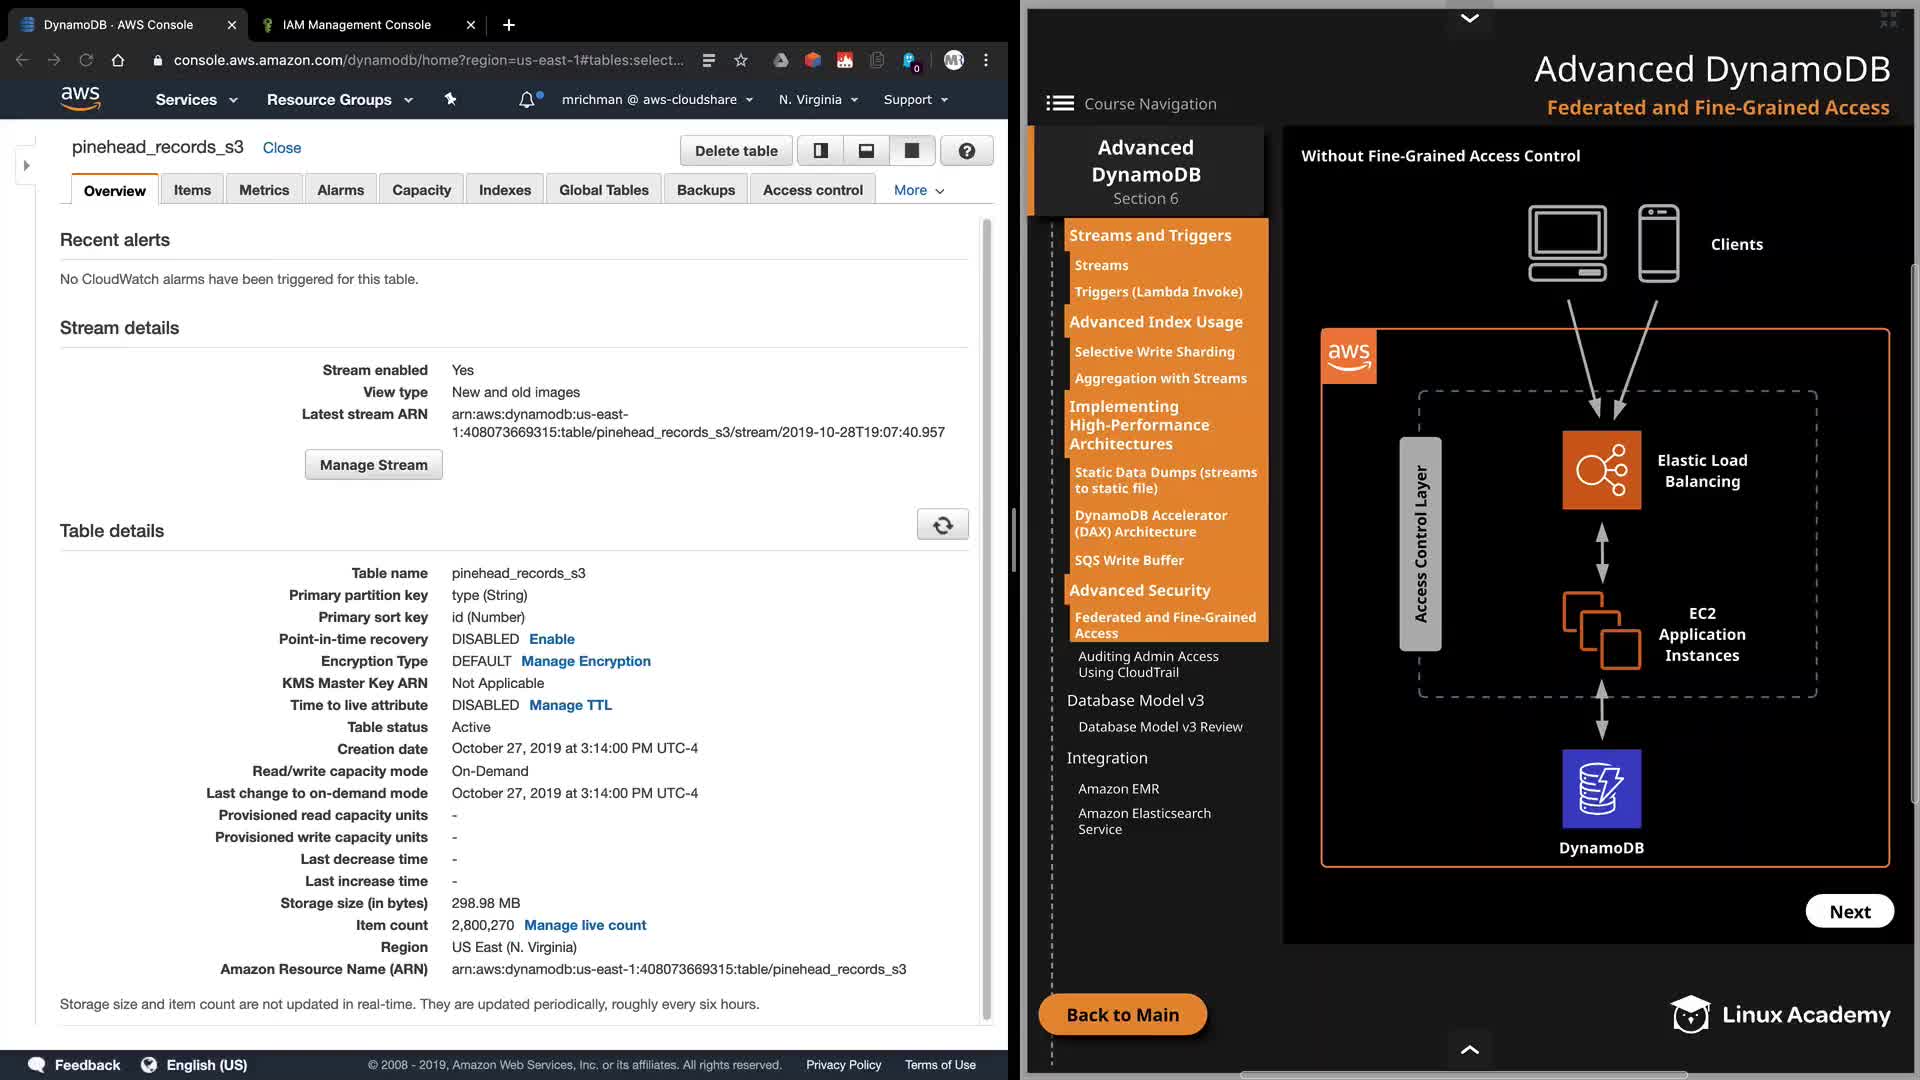 DynamoDB · AWS Console
IAM Management Console
console.aws.amazon.com/dynamodb/home?region=us-east-1#tables:select...
0
MR
aws
Services
Resource Groups
mrichman @ aws-cloudshare
N. Virginia
Support
pinehead_records_s3
Close
Delete table
Overview
Items
Metrics
Alarms
Capacity
Indexes
Global Tables
Backups
Access control
More
Recent alerts
No CloudWatch alarms have been triggered for this table.
Stream details
Stream enabled Yes
View type New and old images
Latest stream ARN arn:aws:dynamodb:us-east-
1:408073669315:table/pinehead_records_s3/stream/2019-10-28T19:07:40.957
Manage Stream
Table details
Table name pinehead_records_s3
Primary partition key type (String)
Primary sort key id (Number)
Point-in-time recovery DISABLED Enable
Encryption Type DEFAULT Manage Encryption
KMS Master Key ARN Not Applicable
Time to live attribute DISABLED Manage TTL
Table status Active
Creation date October 27, 2019 at 3:14:00 PM UTC-4
Read/write capacity mode On-Demand
Last change to on-demand mode October 27, 2019 at 3:14:00 PM UTC-4
Provisioned read capacity units -
Provisioned write capacity units -
Last decrease time -
Last increase time -
Storage size (in bytes) 298.98 MB
Item count 2,800,270 Manage live count
Region US East (N. Virginia)
Amazon Resource Name (ARN) arn:aws:dynamodb:us-east-1:408073669315:table/pinehead_records_s3
Storage size and item count are not updated in real-time. They are updated periodically, roughly every six hours.
Feedback
English (US)
© 2008 - 2019, Amazon Web Services, Inc. or its affiliates. All rights reserved.
Privacy Policy
Terms of Use
Advanced DynamoDB
Federated and Fine-Grained Access
Course Navigation
Advanced
DynamoDB
Section 6
Streams and Triggers
Streams
Triggers (Lambda Invoke)
Advanced Index Usage
Selective Write Sharding
Aggregation with Streams
Implementing
High-Performance
Architectures
Static Data Dumps (streams
to static file)
DynamoDB Accelerator
(DAX) Architecture
SQS Write Buffer
Advanced Security
Federated and Fine-Grained
Access
Auditing Admin Access
Using CloudTrail
Database Model v3
Database Model v3 Review
Integration
Amazon EMR
Amazon Elasticsearch
Service
Back to Main
Without Fine-Grained Access Control
Clients
aws
Access Control Layer
Elastic Load
Balancing
EC2
Application
Instances
DynamoDB
Next
Linux Academy